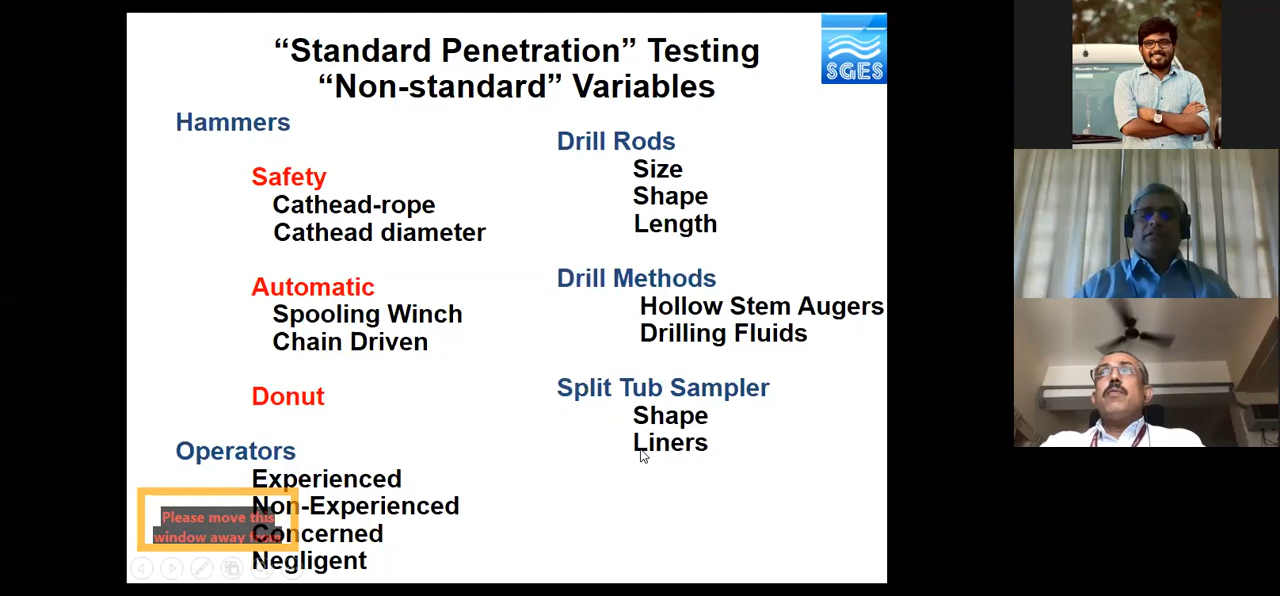 “Standard Penetration” Testing
“Non-standard” Variables
SGES
Hammers
Safety
Cathead-rope
Cathead diameter
Automatic
Spooling Winch
Chain Driven
Donut
Operators
Experienced
Non-Experienced
Concerned
Negligent
Drill Rods
Size
Shape
Length
Drill Methods
Hollow Stem Augers
Drilling Fluids
Split Tub Sampler
Shape
Liners
Please move this
window away from